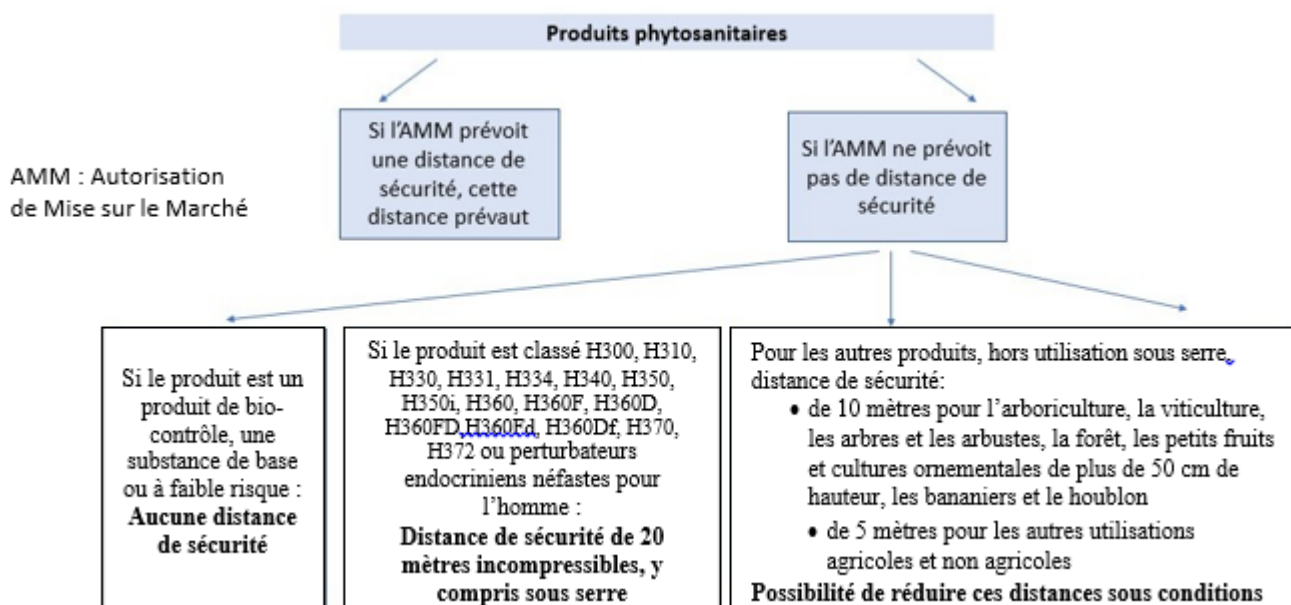 Produits phytosanitaires
Si l'AMM prévoit
une distance de
sécurité, cette
distance prévaut
Si l'AMM ne prévoit
pas de distance de
sécurité
AMM : Autorisation
de Mise sur le Marché
Si le produit est un
produit de bio-
contrôle, une
substance de base
ou à faible risque :
Aucune distance
de sécurité
Si le produit est classé H300, H310,
H330, H331, H334, H340, H350,
H350i, H360, H360F, H360D,
H360FD,H360Fd, H360Df, H370,
H372 ou perturbateurs
endocriniens néfastes pour
l'homme :
Distance de sécurité de 20
mètres incompressibles, y
compris sous serre
Pour les autres produits, hors utilisation sous serre,
distance de sécurité:
• de 10 mètres pour l'arboriculture, la viticulture,
les arbres et les arbustes, la forêt, les petits fruits
et cultures ornementales de plus de 50 cm de
hauteur, les bananiers et le houblon
• de 5 mètres pour les autres utilisations
agricoles et non agricoles
Possibilité de réduire ces distances sous conditions